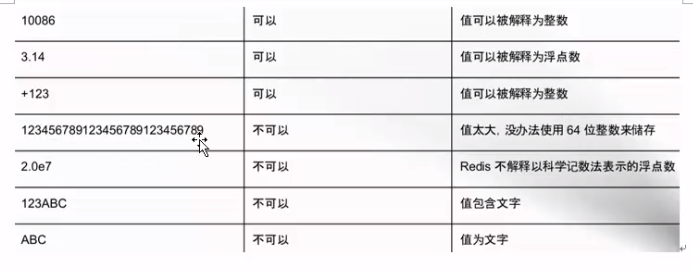 10086 可以 值可以被解释为整数
3.14 可以 值可以被解释为浮点数
+123 可以 值可以被解释为整数
123456789123456789123456789 不可以 值太大，没办法使用 64 位整数来储存
2.0e7 不可以 Redis 不解释以科学记数法表示的浮点数
123ABC 不可以 值包含文字
ABC 不可以 值为文字